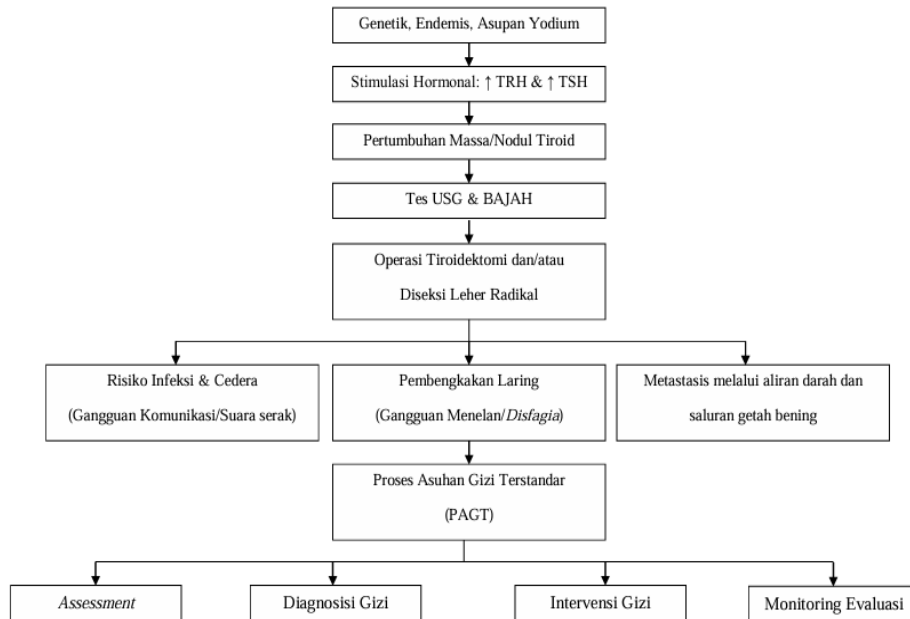 Genetik, Endemis, Asupan Yodium
Stimulasi Hormonal: ↑ TRH & ↑ TSH
Pertumbuhan Massa/Nodul Tiroid
Tes USG & BAJAH
Operasi Tiroidektomi dan/atau
Diseksi Leher Radikal
Risiko Infeksi & Cedera
(Gangguan Komunikasi/Suara serak)
Pembengkakan Laring
(Gangguan Menelan/Disfagia)
Metastasis melalui aliran darah dan
saluran getah bening
Proses Asuhan Gizi Terstandar
(PAGT)
Assessment
Diagnosisi Gizi
Intervensi Gizi
Monitoring Evaluasi